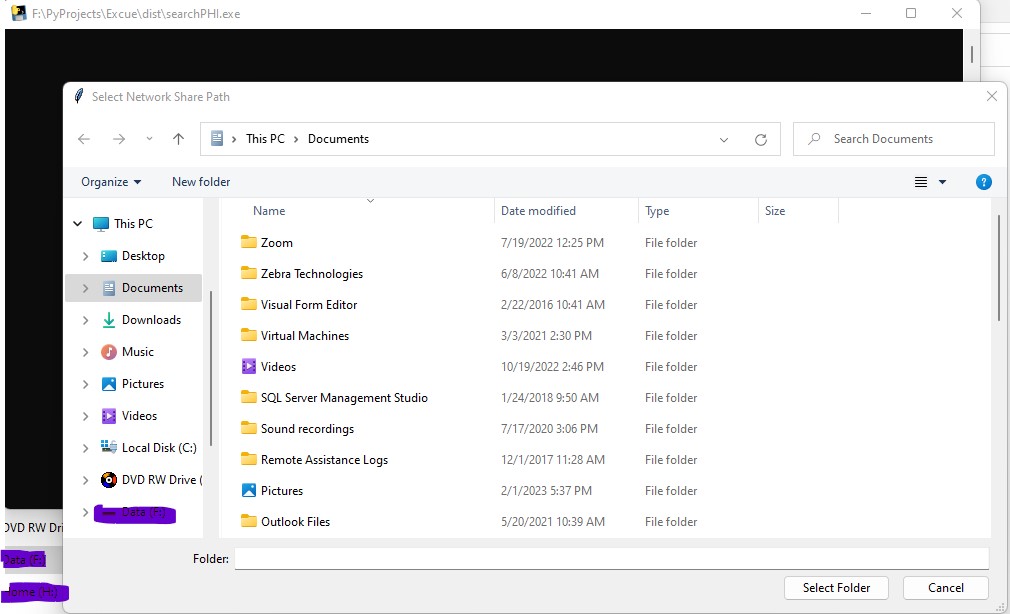 F:\PyProjects\Excue\dist\searchPHI.exe
Select Network Share Path
This PC > Documents
Search Documents
Organize
New folder
?
Name
Date modified
Type
Size
This PC
Desktop
Documents
Downloads
Music
Pictures
Videos
Local Disk (C:)
DVD RW Drive (
Data (F:)
Zoom 7/19/2022 12:25 PM File folder
Zebra Technologies 6/8/2022 10:41 AM File folder
Visual Form Editor 2/22/2016 10:41 AM File folder
Virtual Machines 3/3/2021 2:30 PM File folder
Videos 10/19/2022 2:46 PM File folder
SQL Server Management Studio 1/24/2018 9:50 AM File folder
Sound recordings 7/17/2020 3:06 PM File folder
Remote Assistance Logs 12/1/2017 11:28 AM File folder
Pictures 2/1/2023 5:37 PM File folder
Outlook Files 5/20/2021 10:39 AM File folder
DVD RW Dri
Data (F:)
Home (H:)
Folder:
Select Folder
Cancel